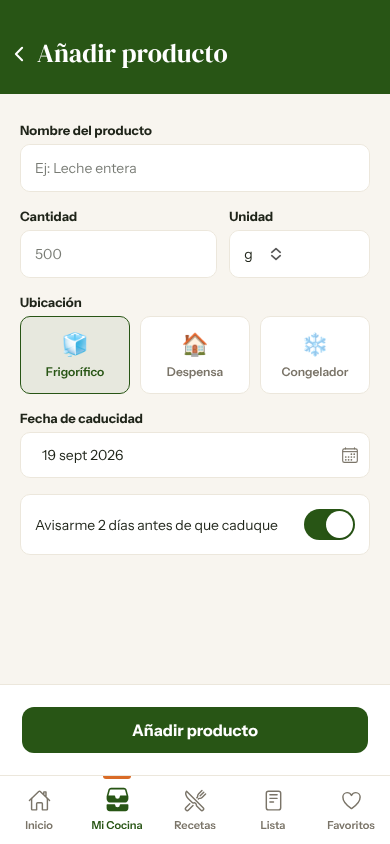 Añadir producto
Nombre del producto
Ej: Leche entera
Cantidad
Unidad
500
g
Ubicación
Frigorífico
Despensa
Congelador
Fecha de caducidad
19 sept 2026
Avisarme 2 días antes de que caduque
Añadir producto
Inicio
Mi Cocina
Recetas
Lista
Favoritos